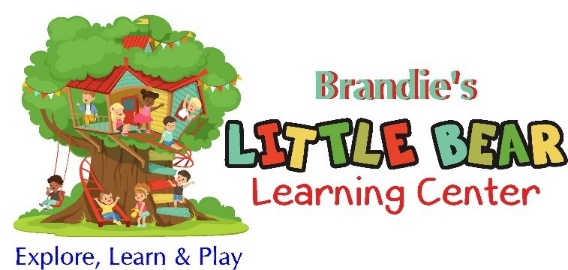 Brandie's
LITTLE BEAR
Learning Center
Explore, Learn & Play